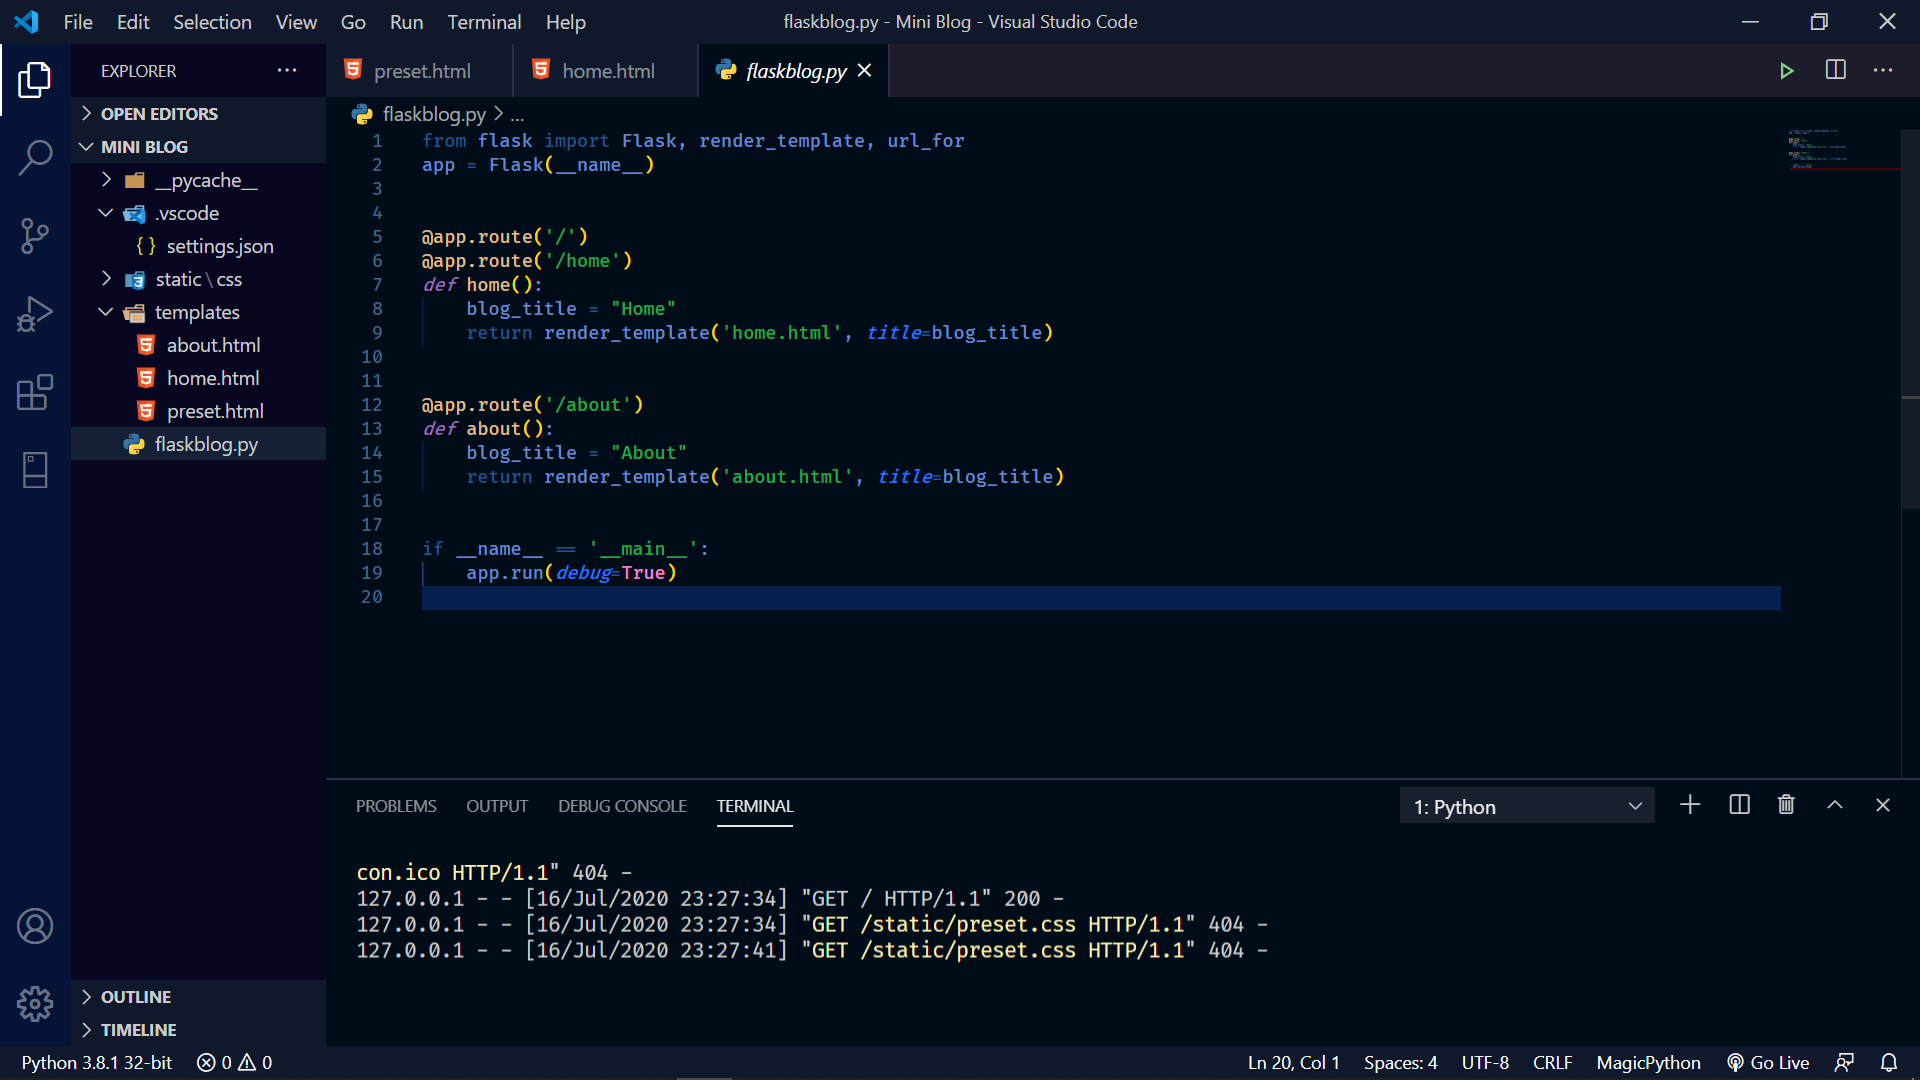 File Edit Selection View Go Run Terminal Help
flaskblog.py - Mini Blog - Visual Studio Code
EXPLORER
OPEN EDITORS
MINI BLOG
__pycache__
.vscode
{ } settings.json
static \ css
templates
about.html
home.html
preset.html
flaskblog.py
OUTLINE
TIMELINE
preset.html home.html flaskblog.py
flaskblog.py > ...
1 from flask import Flask, render_template, url_for
2 app = Flask(__name__)
3
4
5 @app.route('/')
6 @app.route('/home')
7 def home():
8     blog_title = "Home"
9     return render_template('home.html', title=blog_title)
10
11
12 @app.route('/about')
13 def about():
14     blog_title = "About"
15     return render_template('about.html', title=blog_title)
16
17
18 if __name__ == '__main__':
19     app.run(debug=True)
20
PROBLEMS OUTPUT DEBUG CONSOLE TERMINAL
1: Python
con.ico HTTP/1.1" 404 -
127.0.0.1 - - [16/Jul/2020 23:27:34] "GET / HTTP/1.1" 200 -
127.0.0.1 - - [16/Jul/2020 23:27:34] "GET /static/preset.css HTTP/1.1" 404 -
127.0.0.1 - - [16/Jul/2020 23:27:41] "GET /static/preset.css HTTP/1.1" 404 -
Python 3.8.1 32-bit 0 0
Ln 20, Col 1 Spaces: 4 UTF-8 CRLF MagicPython Go Live